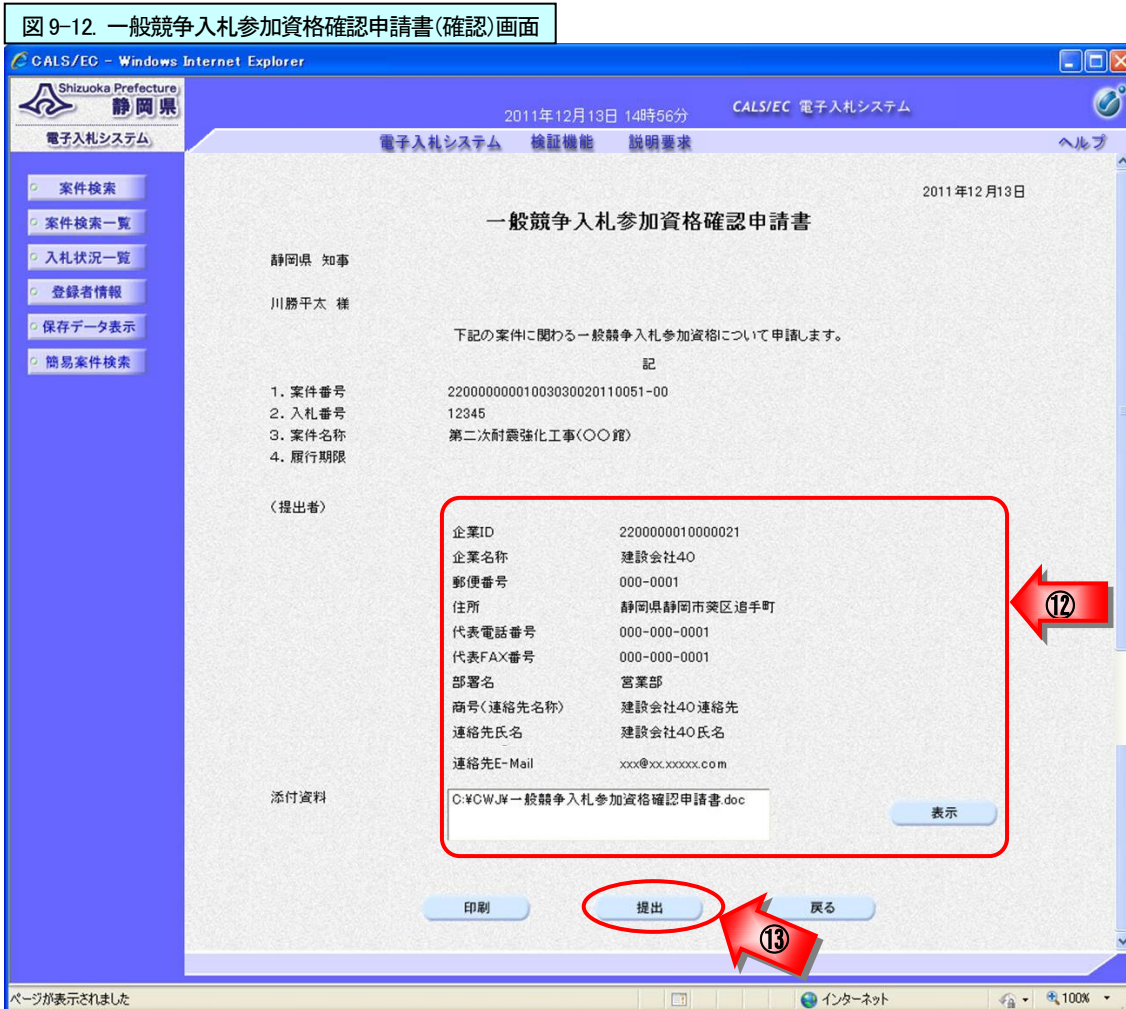 図 9-12. 一般競争入札参加資格確認申請書(確認)画面
CALS/EC - Windows Internet Explorer
Shizuoka Prefecture
静岡県
2011年12月13日 14時56分
CALS/EC 電子入札システム
電子入札システム
電子入札システム 検証機能 説明要求
ヘルプ
案件検索
案件検索一覧
入札状況一覧
登録者情報
保存データ表示
簡易案件検索
2011年12月13日
一般競争入札参加資格確認申請書
静岡県 知事
川勝平太 様
下記の案件に関わる一般競争入札参加資格について申請します。
記
1.案件番号 22000000001003030020110051-00
2.入札番号 12345
3.案件名称 第二次耐震強化工事(○○館)
4.履行期限
(提出者)
企業ID 2200000010000021
企業名称 建設会社40
郵便番号 000-0001
住所 静岡県静岡市葵区追手町
代表電話番号 000-000-0001
代表FAX番号 000-000-0001
部署名 営業部
商号(連絡先名称) 建設会社40連絡先
連絡先氏名 建設会社40氏名
連絡先E-Mail xxx@xx.xxxxx.com
⑫
添付資料 C:¥CWJ¥一般競争入札参加資格確認申請書.doc
表示
印刷 提出 戻る
⑬
ページが表示されました
インターネット
100%